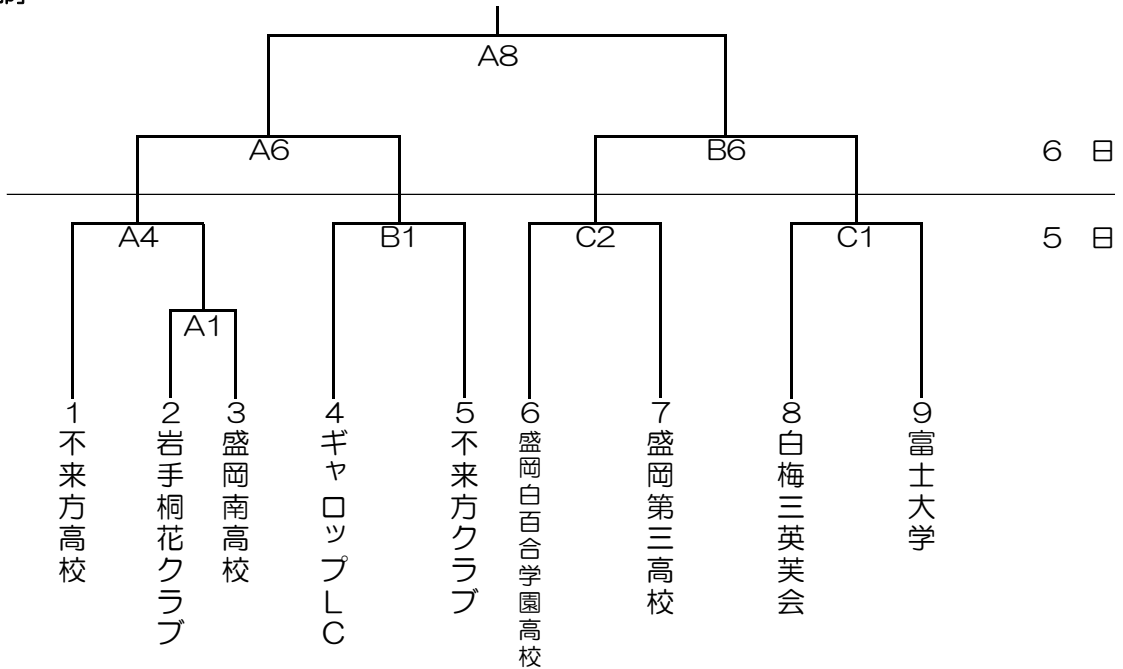 A8
A6 B6 6 日
A4 B1 C2 C1 5 日
A1
1 不来方高校
2 岩手桐花クラブ
3 盛岡南高校
4 ギャロップLC
5 不来方クラブ
6 盛岡白百合学園高校
7 盛岡第三高校
8 白梅三英芙会
9 富士大学